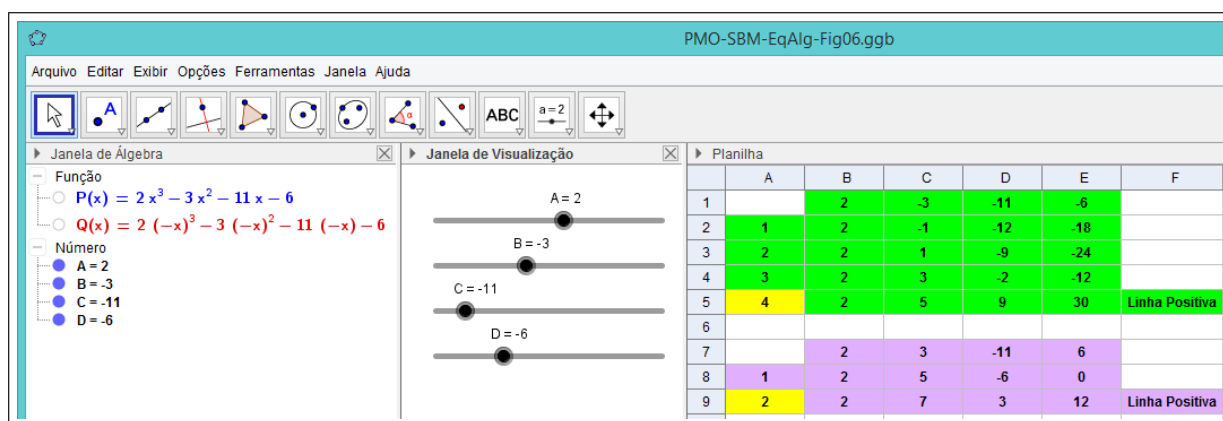 PMO-SBM-EqAlg-Fig06.ggb
Arquivo Editar Exibir Opções Ferramentas Janela Ajuda
A α ABC a=2
Janela de Álgebra
Função
P(x) = 2 x³ − 3 x² − 11 x − 6
Q(x) = 2 (−x)³ − 3 (−x)² − 11 (−x) − 6
Número
A = 2
B = -3
C = -11
D = -6
Janela de Visualização
A = 2
B = -3
C = -11
D = -6
Planilha
A B C D E F
1 2 -3 -11 -6
2 1 2 -1 -12 -18
3 2 2 1 -9 -24
4 3 2 3 -2 -12
5 4 2 5 9 30 Linha Positiva
6
7 2 3 -11 6
8 1 2 5 -6 0
9 2 2 7 3 12 Linha Positiva